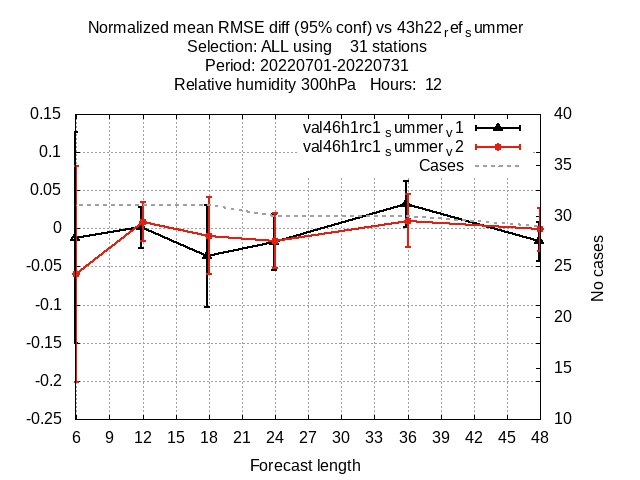 Normalized mean RMSE diff (95% conf) vs 43h22refsummer
Selection: ALL using 31 stations
Period: 20220701-20220731
Relative humidity 300hPa Hours: 12
val46h1rc1summerv1
val46h1rc1summerv2
Cases
0.15
0.1
0.05
0
-0.05
-0.1
-0.15
-0.2
-0.25
40
35
30
25
20
15
10
No cases
6 9 12 15 18 21 24 27 30 33 36 39 42 45 48
Forecast length